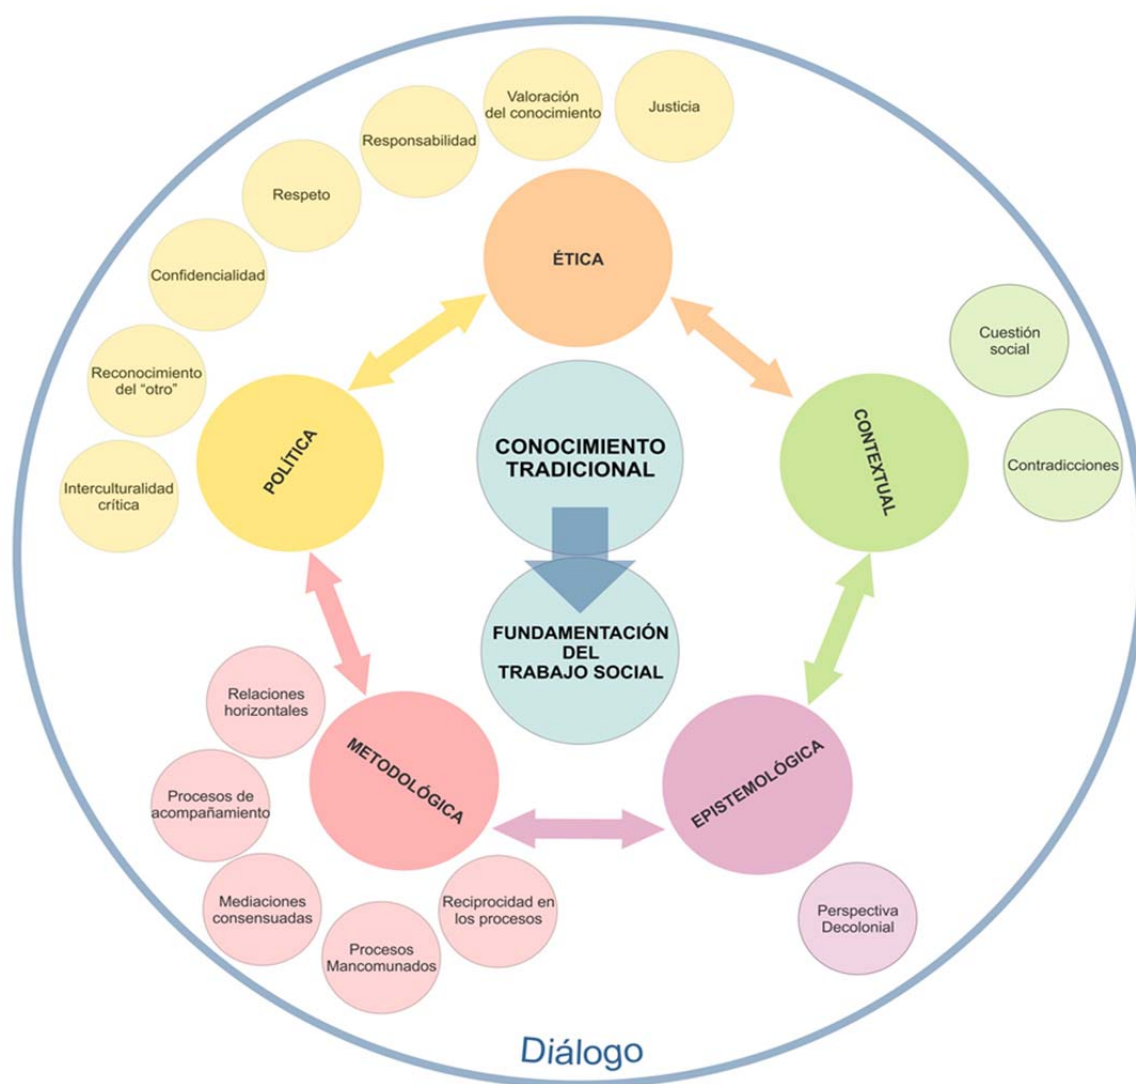 Valoración
del conocimiento
Justicia
Responsabilidad
Respeto
Confidencialidad
Reconocimiento
del “otro”
Interculturalidad
crítica
ÉTICA
Cuestión
social
Contradicciones
POLÍTICA
CONOCIMIENTO
TRADICIONAL
CONTEXTUAL
FUNDAMENTACIÓN
DEL
TRABAJO SOCIAL
Relaciones
horizontales
METODOLÓGICA
EPISTEMOLÓGICA
Procesos de
acompañamiento
Mediaciones
consensuadas
Procesos
Mancomunados
Reciprocidad en
los procesos
Perspectiva
Decolonial
Diálogo